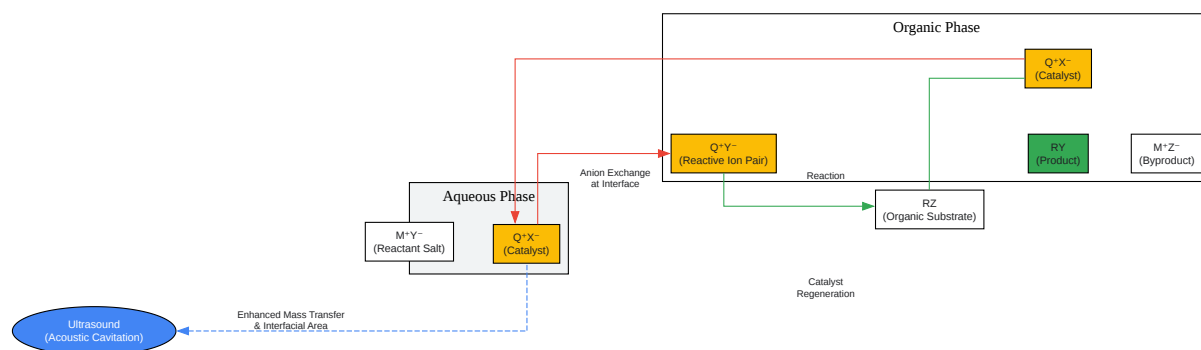 Organic Phase
Q⁺X⁻
(Catalyst)
Q⁺Y⁻
(Reactive Ion Pair)
RY
(Product)
M⁺Z⁻
(Byproduct)
Anion Exchange
at Interface
Reaction
Aqueous Phase
RZ
(Organic Substrate)
M⁺Y⁻
(Reactant Salt)
Q⁺X⁻
(Catalyst)
Catalyst
Regeneration
Enhanced Mass Transfer
& Interfacial Area
Ultrasound
(Acoustic Cavitation)